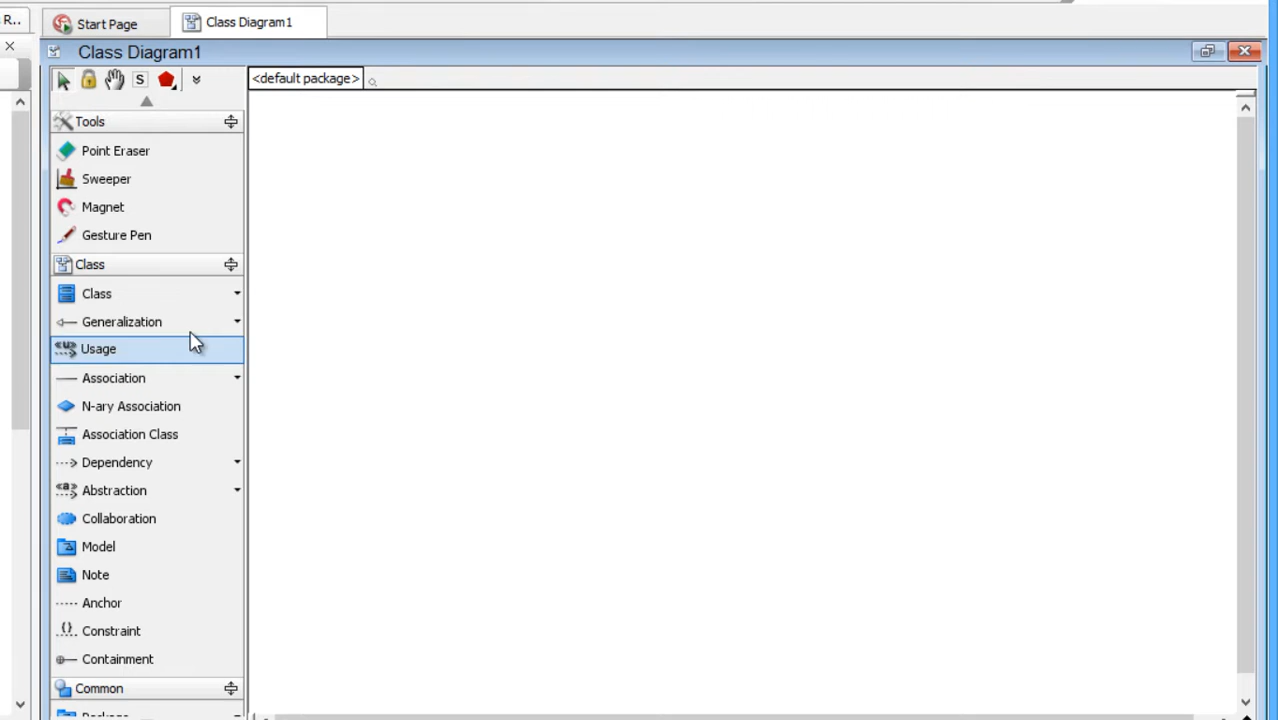 R..
Start Page
Class Diagram1
Class Diagram1
S
<default package>
Tools
Point Eraser
Sweeper
Magnet
Gesture Pen
Class
Class
Generalization
Usage
Association
N-ary Association
Association Class
Dependency
Abstraction
Collaboration
Model
Note
Anchor
Constraint
Containment
Common
Package